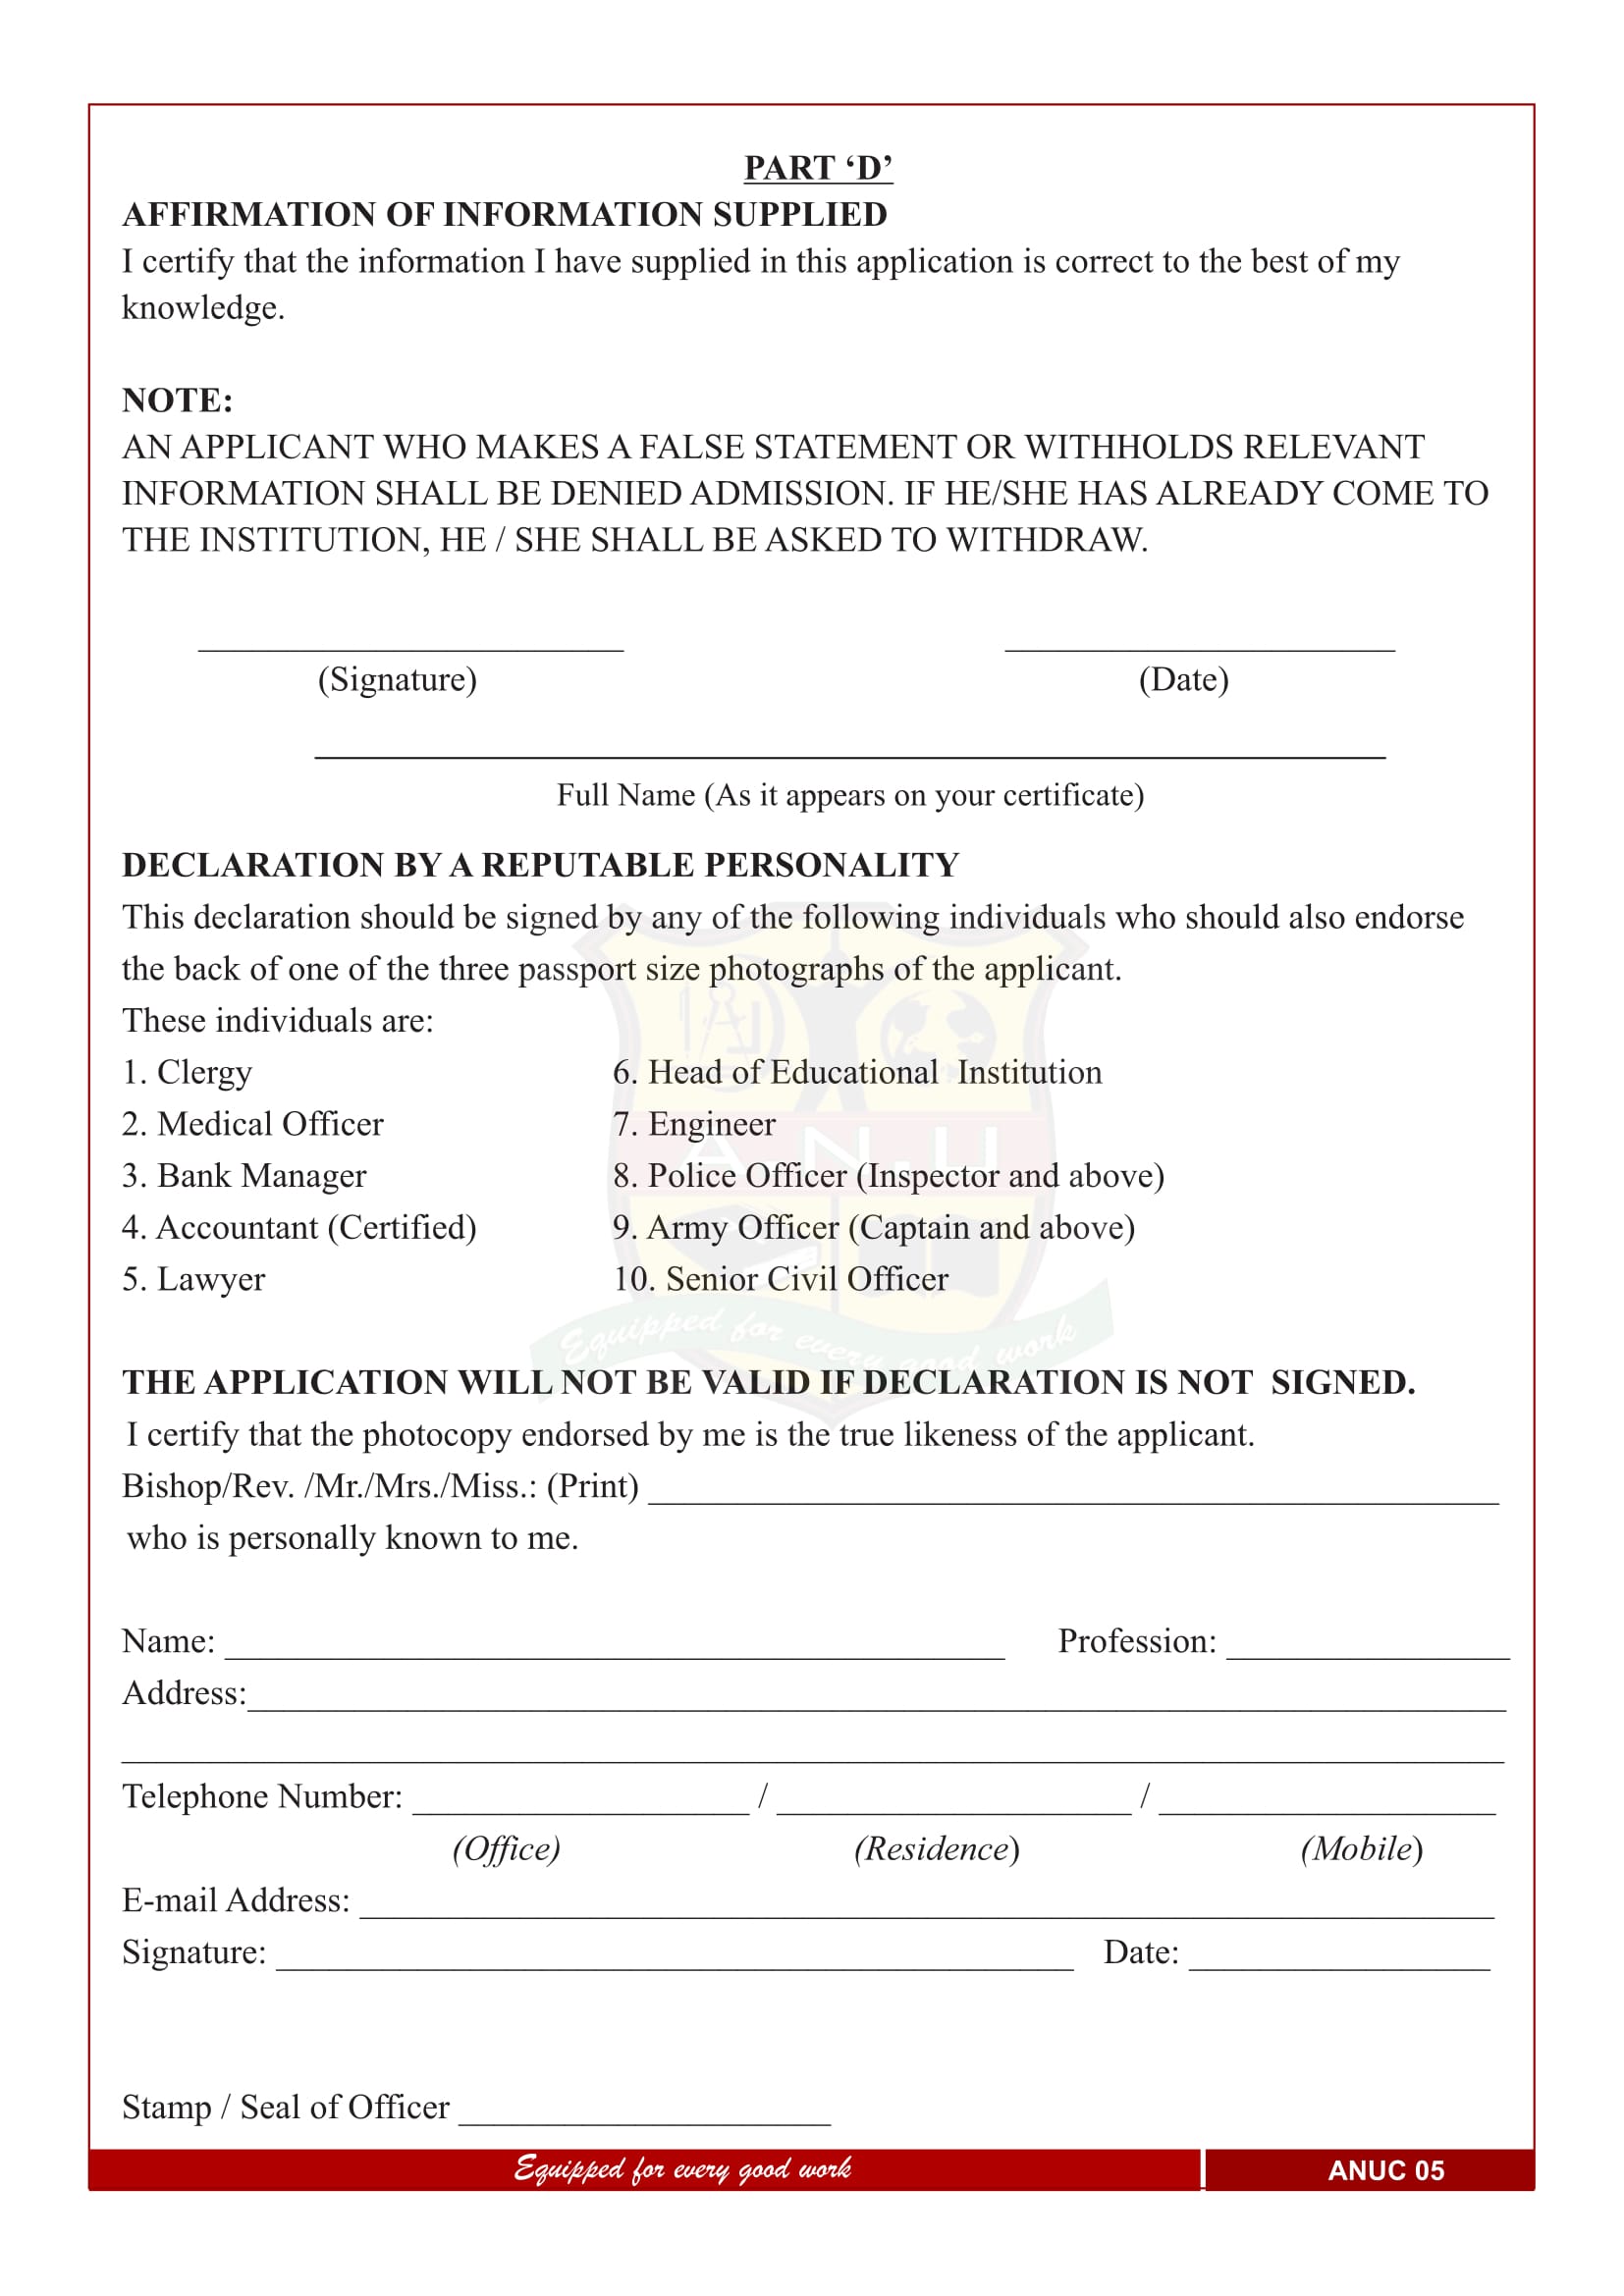 PART ‘D’
AFFIRMATION OF INFORMATION SUPPLIED
I certify that the information I have supplied in this application is correct to the best of my
knowledge.
NOTE:
AN APPLICANT WHO MAKES A FALSE STATEMENT OR WITHHOLDS RELEVANT
INFORMATION SHALL BE DENIED ADMISSION. IF HE/SHE HAS ALREADY COME TO
THE INSTITUTION, HE / SHE SHALL BE ASKED TO WITHDRAW.
(Signature) (Date)
Full Name (As it appears on your certificate)
DECLARATION BY A REPUTABLE PERSONALITY
This declaration should be signed by any of the following individuals who should also endorse
the back of one of the three passport size photographs of the applicant.
These individuals are:
1. Clergy 6. Head of Educational Institution
2. Medical Officer 7. Engineer
3. Bank Manager 8. Police Officer (Inspector and above)
4. Accountant (Certified) 9. Army Officer (Captain and above)
5. Lawyer 10. Senior Civil Officer
A.N.U
Equipped for every good work
THE APPLICATION WILL NOT BE VALID IF DECLARATION IS NOT SIGNED.
I certify that the photocopy endorsed by me is the true likeness of the applicant.
Bishop/Rev. /Mr./Mrs./Miss.: (Print) ____________________
who is personally known to me.
Name: ____________________ Profession: ____________________
Address:____________________
Telephone Number: ____________________ / ____________________ / ____________________
(Office) (Residence) (Mobile)
E-mail Address: ____________________
Signature: ____________________ Date: ____________________
Stamp / Seal of Officer ____________________
Equipped for every good work ANUC 05